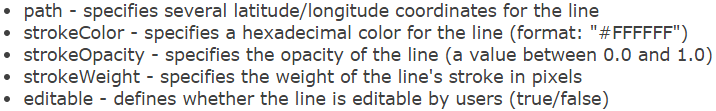 • path - specifies several latitude/longitude coordinates for the line
• strokeColor - specifies a hexadecimal color for the line (format: "#FFFFFF")
• strokeOpacity - specifies the opacity of the line (a value between 0.0 and 1.0)
• strokeWeight - specifies the weight of the line's stroke in pixels
• editable - defines whether the line is editable by users (true/false)